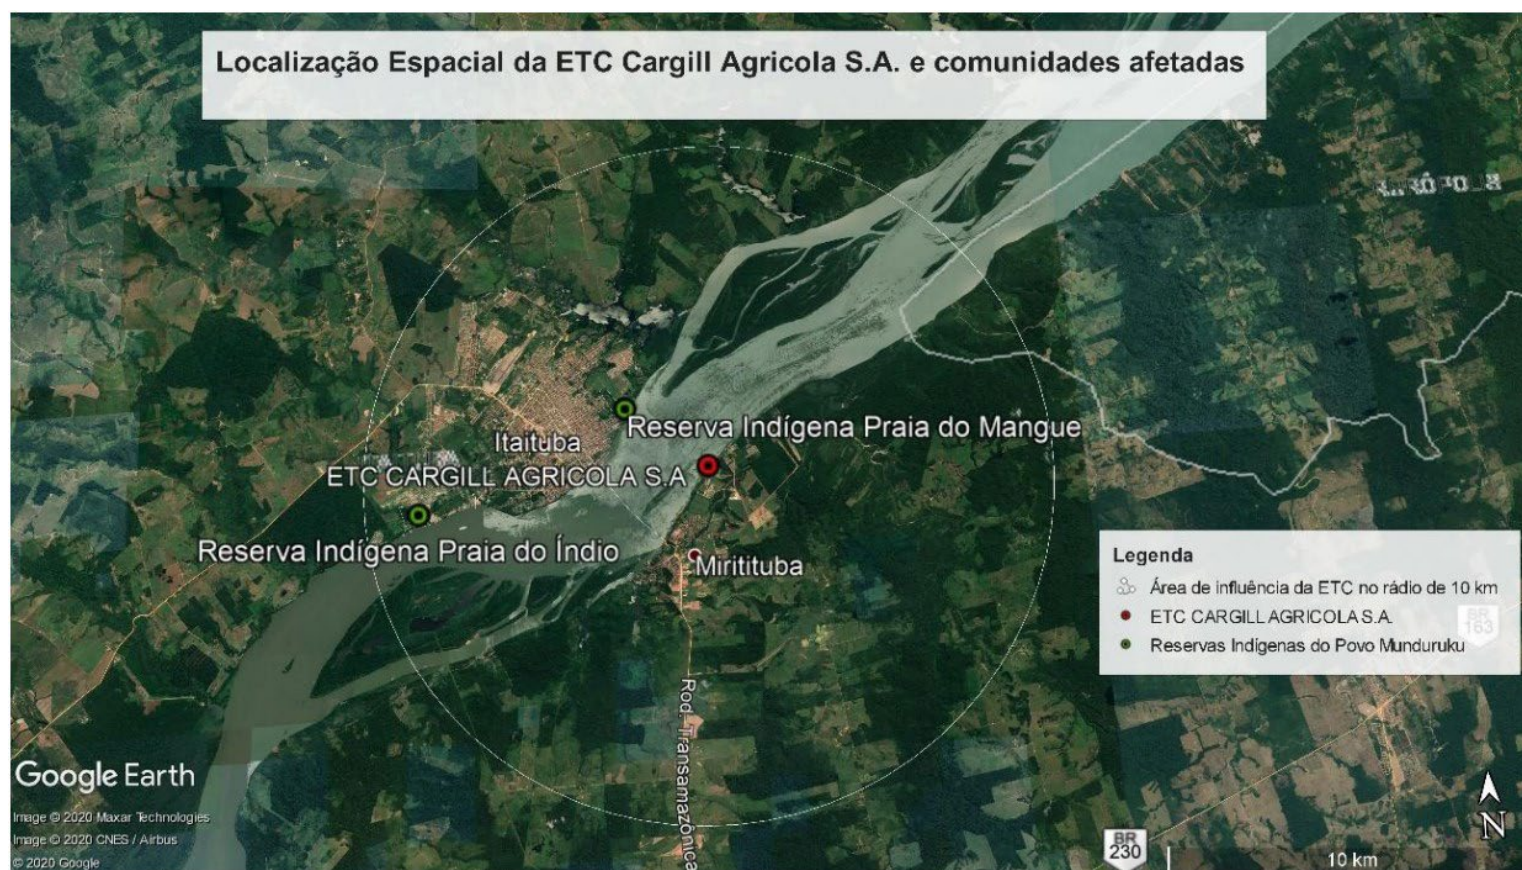 Localização Espacial da ETC Cargill Agricola S.A. e comunidades afetadas
Reserva Indígena Praia do Mangue
Itaituba
ETC CARGILL AGRICOLA S.A
Reserva Indígena Praia do Índio
Miritituba
Legenda
Área de influência da ETC no rádio de 10 km
ETC CARGILL AGRICOLA S.A.
Reservas Indígenas do Povo Munduruku
BR
163
Rod. Transamazônica
Google Earth
Image © 2020 Maxar Technologies
Image © 2020 CNES / Airbus
© 2020 Google
BR
230
10 km
N